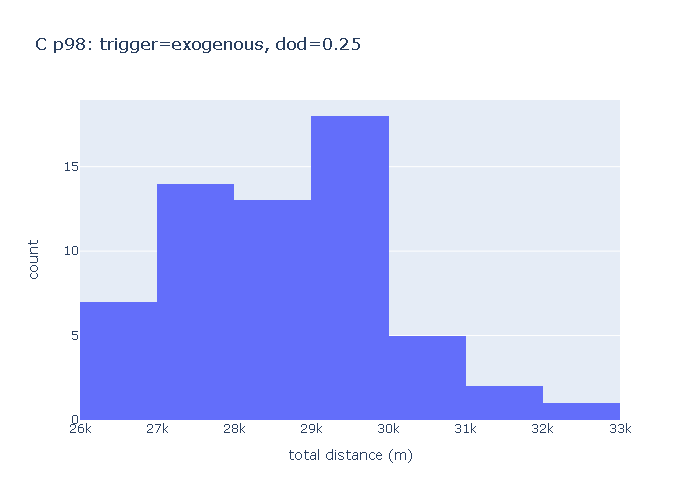 C p98: trigger=exogenous, dod=0.25
count
15
10
5
0
26k 27k 28k 29k 30k 31k 32k 33k
total distance (m)